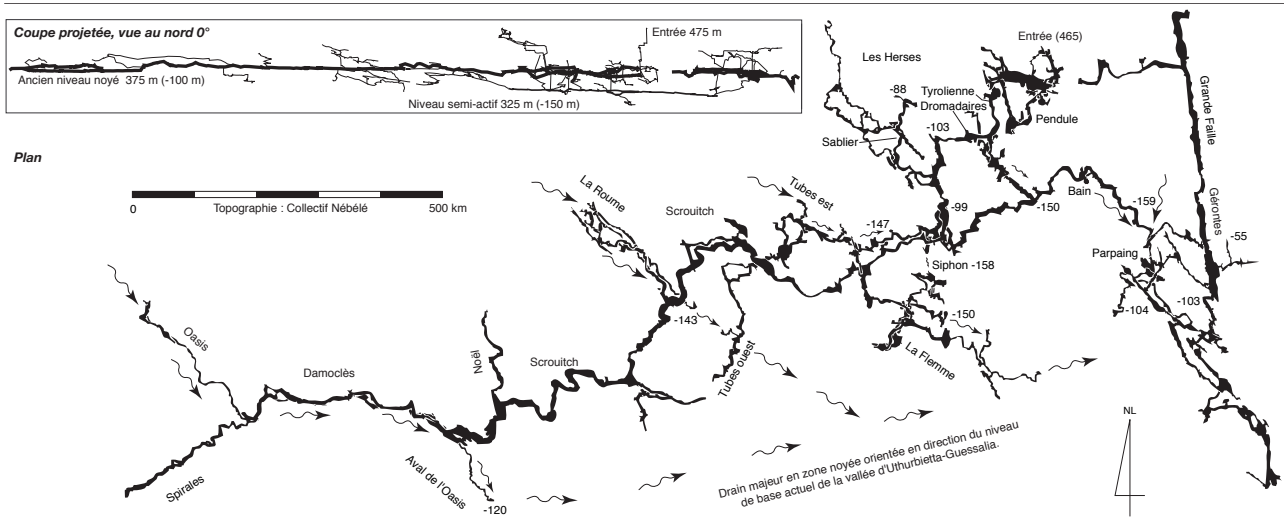 Coupe projetée, vue au nord 0°
Entrée 475 m
Ancien niveau noyé 375 m (-100 m)
Niveau semi-actif 325 m (-150 m)
Plan
0
Topographie : Collectif Nébélé
500 km
Les Herses
Entrée (465)
-88
Tyrolienne
Dromadaires
Pendule
-103
Sablier
Grande Faille
La Roume
Tubes est
Bain
Scrouitch
-99
-150
-159
Gérontes
-147
-55
Parpaing
Siphon -158
-103
-143
-150
-104
Oasis
La Flemme
Tubes ouest
Noël
Scrouitch
Damoclès
NL
Drain majeur en zone noyée orientée en direction du niveau
de base actuel de la vallée d'Uthurbietta-Guessalia.
Spirales
Aval de l'Oasis
-120